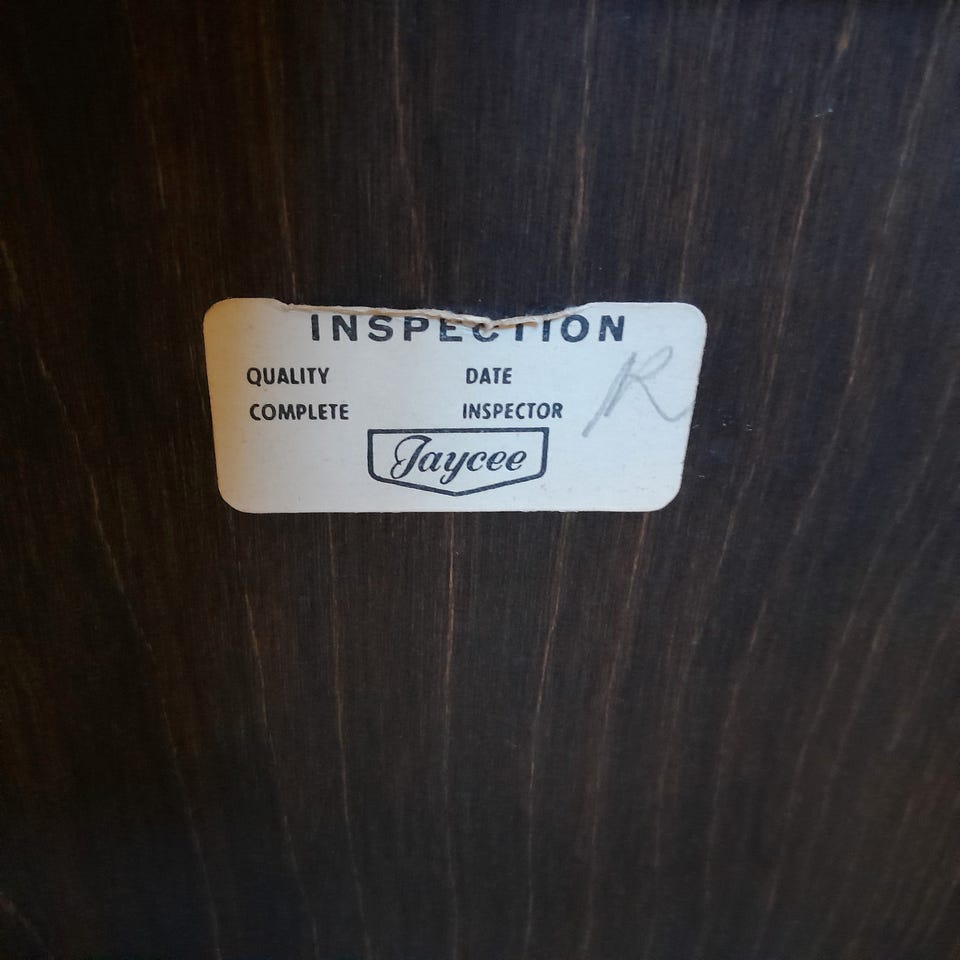 INSPECTION
QUALITY DATE
COMPLETE INSPECTOR R
Jaycee